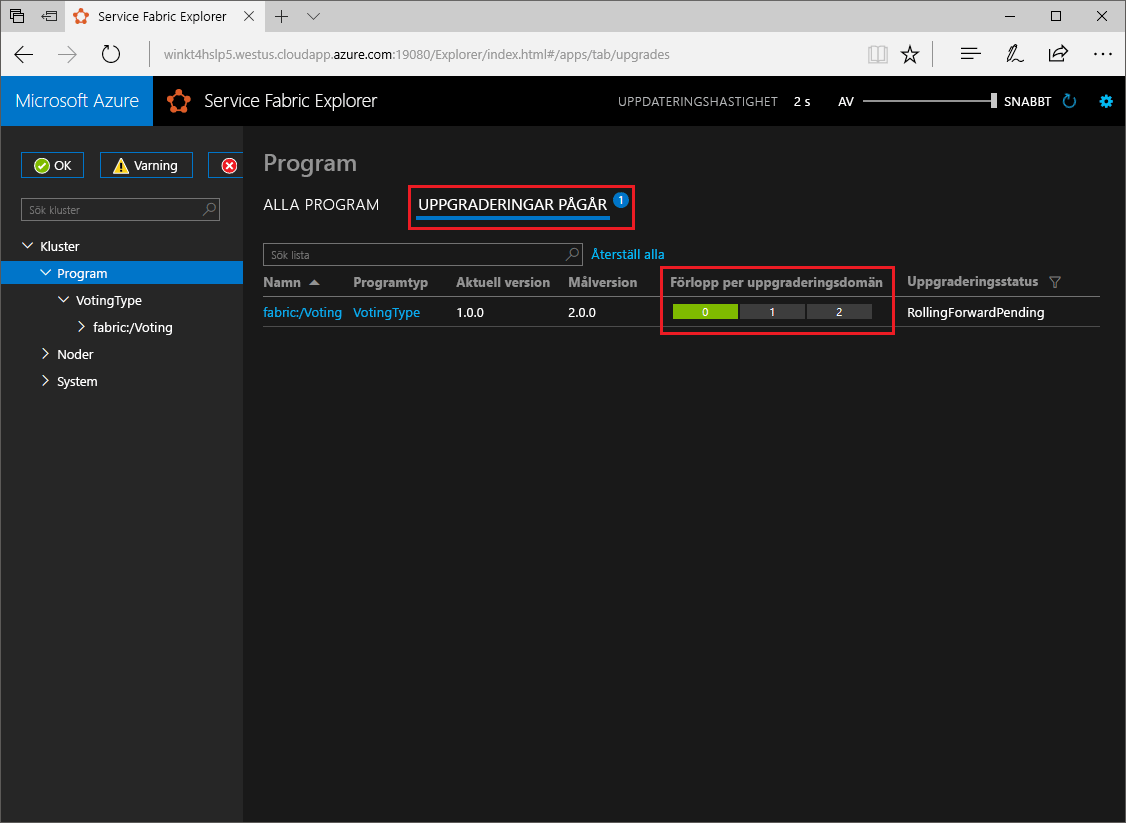 Service Fabric Explorer
winkt4hslp5.westus.cloudapp.azure.com:19080/Explorer/index.html#/apps/tab/upgrades
Microsoft Azure Service Fabric Explorer UPPDATERINGSHASTIGHET 2 s AV SNABBT
OK Varning
Sök kluster
Kluster
Program
VotingType
fabric:/Voting
Noder
System
Program
ALLA PROGRAM UPPGRADERINGAR PÅGÅR 1
Sök lista Återställ alla
Namn Programtyp Aktuell version Målversion Förlopp per uppgraderingsdomän Uppgraderingsstatus
fabric:/Voting VotingType 1.0.0 2.0.0 0 1 2 RollingForwardPending